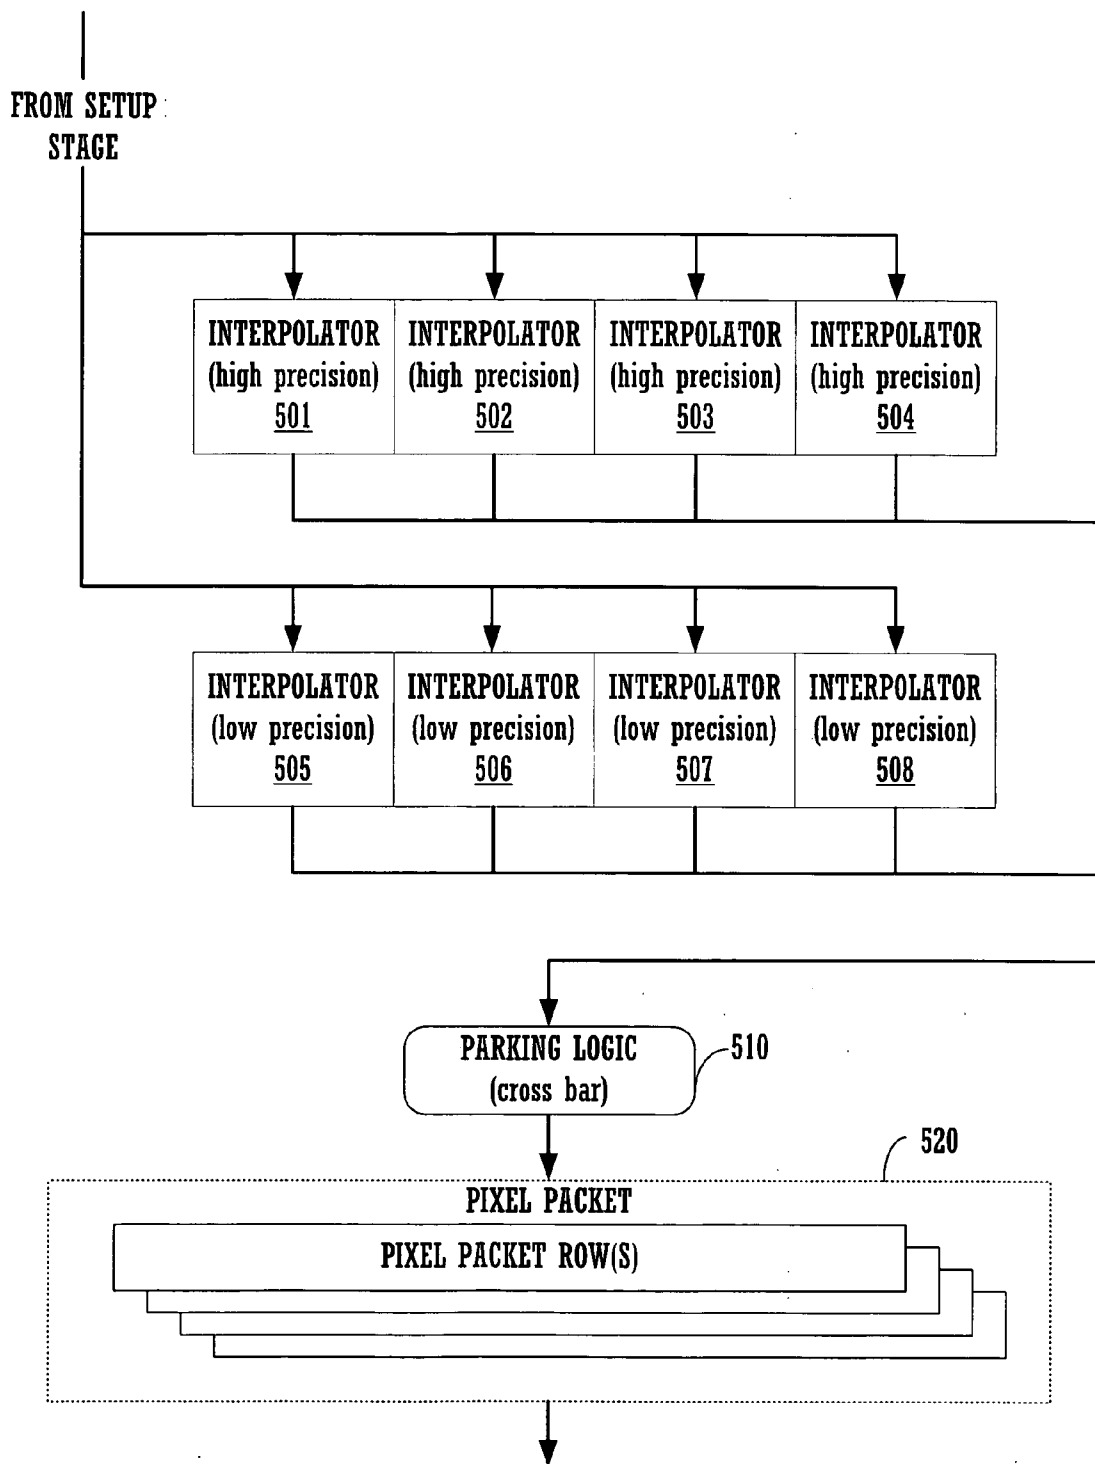 FROM SETUP
STAGE
INTERPOLATOR
(high precision)
501
INTERPOLATOR
(high precision)
502
INTERPOLATOR
(high precision)
503
INTERPOLATOR
(high precision)
504
INTERPOLATOR
(low precision)
505
INTERPOLATOR
(low precision)
506
INTERPOLATOR
(low precision)
507
INTERPOLATOR
(low precision)
508
PARKING LOGIC
(cross bar)
510
520
PIXEL PACKET
PIXEL PACKET ROW(S)